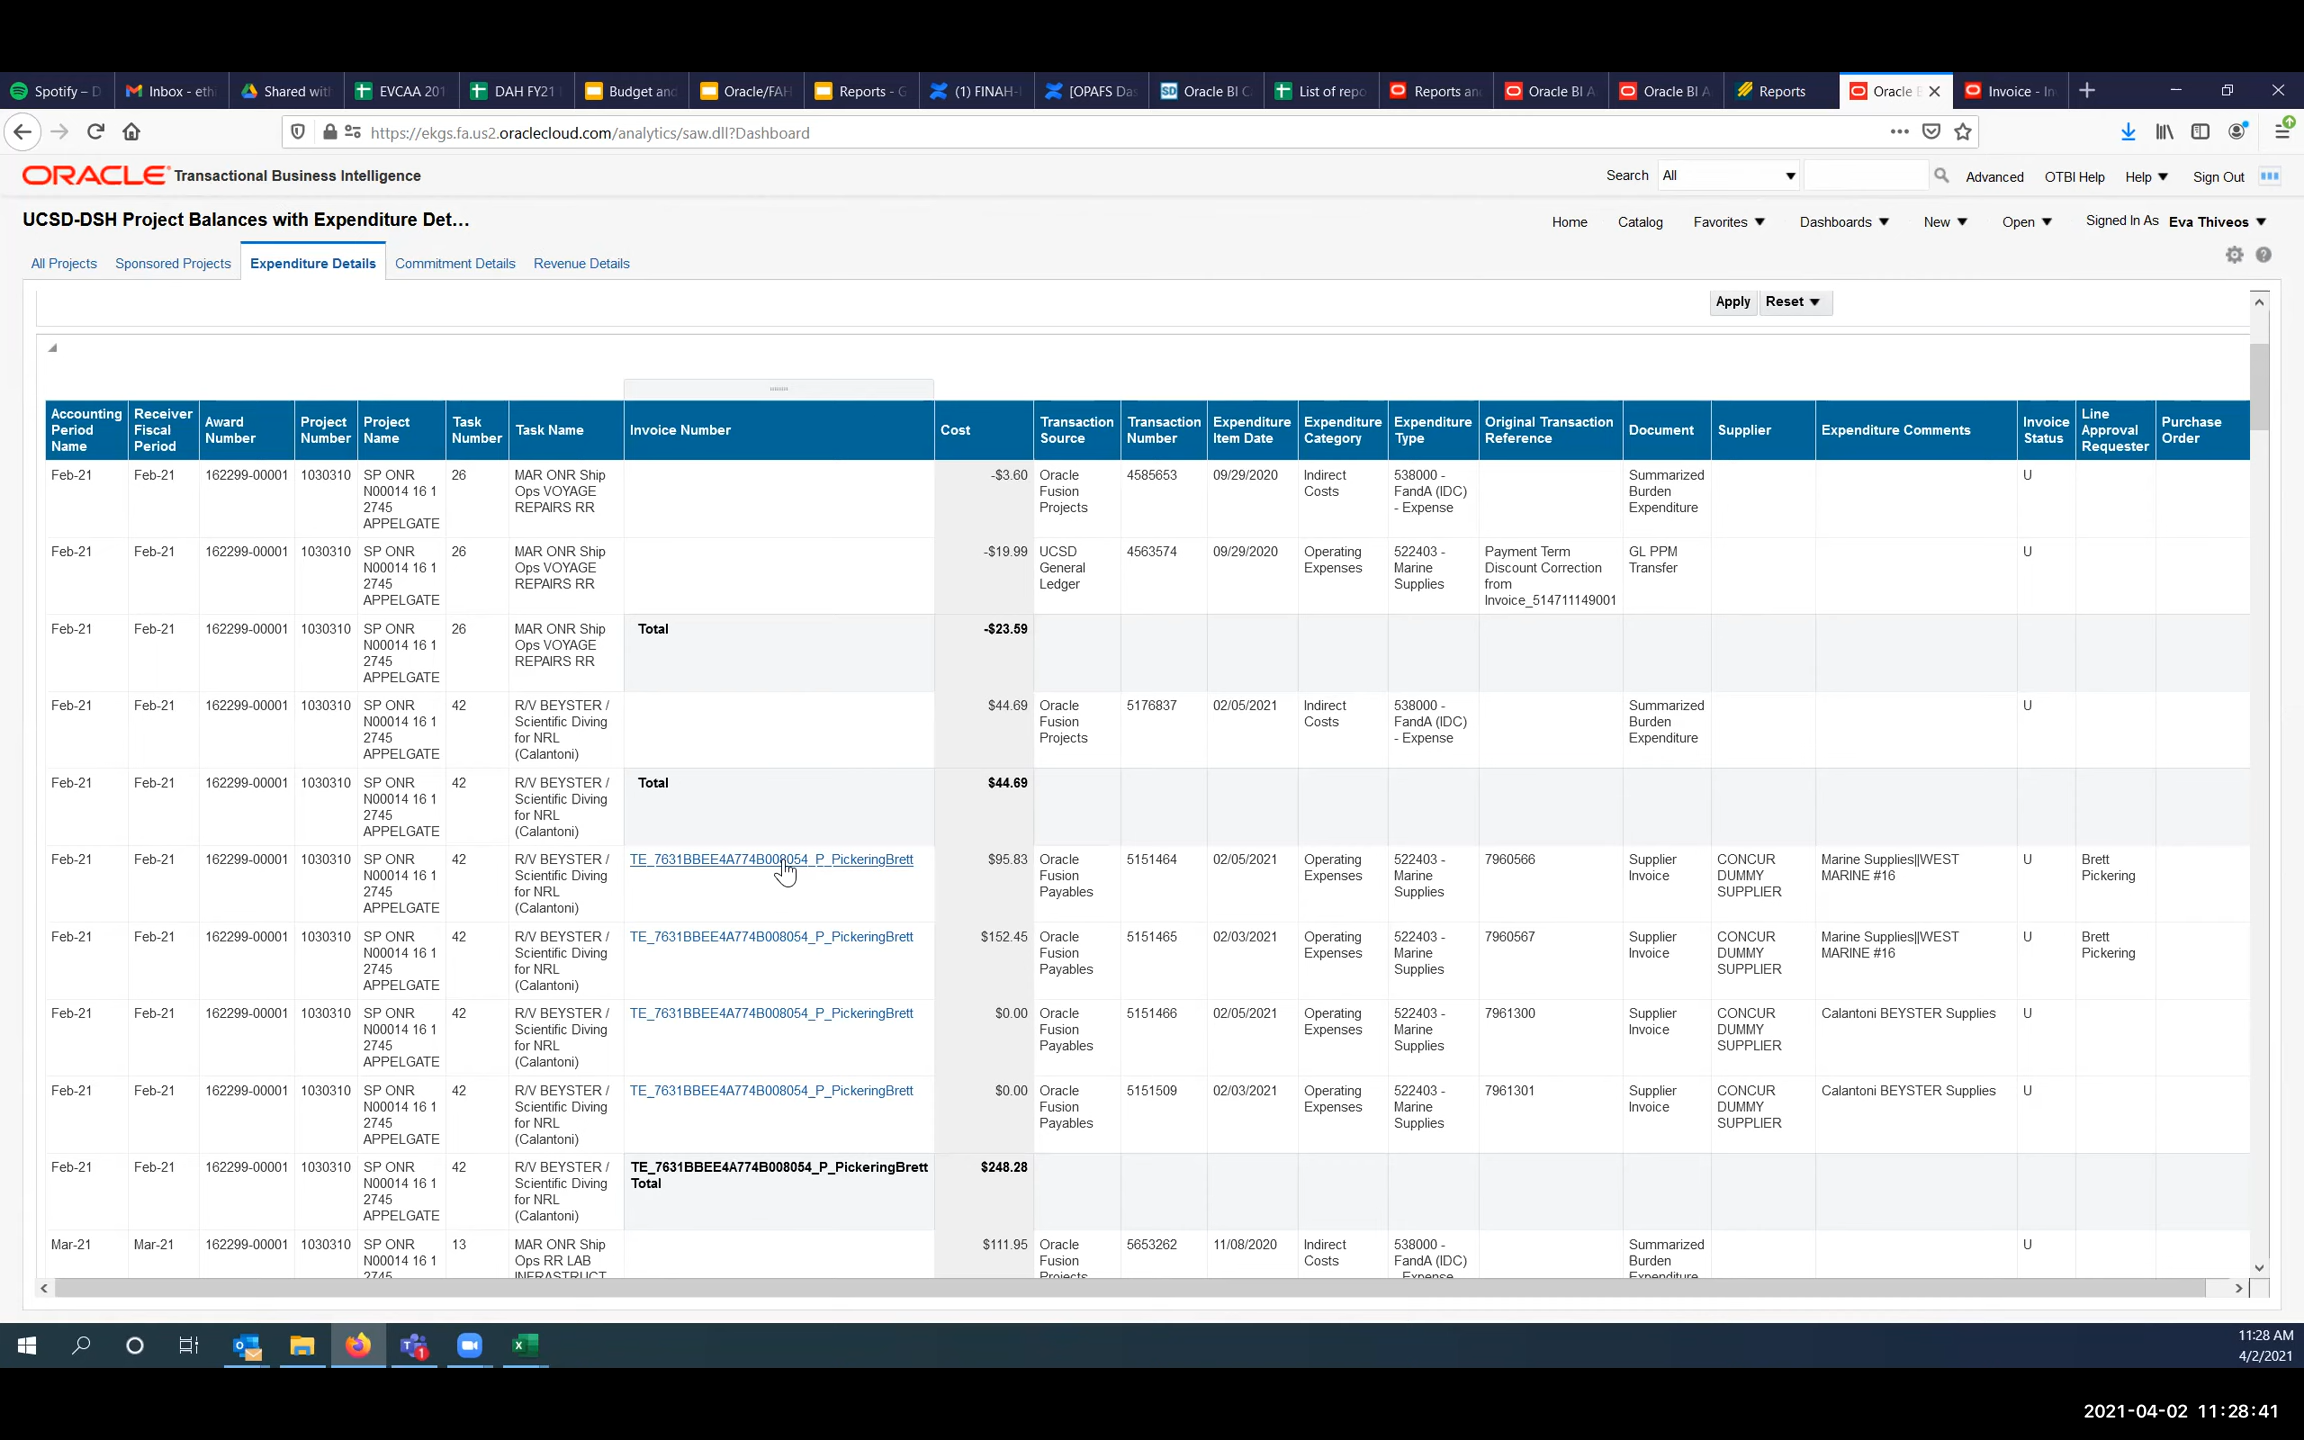 Spotify – D
Inbox - eth
Shared with
EVCAA 201
DAH FY21
Budget and
Oracle/FAH
Reports - G
(1) FINAH-
[OPAFS Das
SD Oracle BI C
List of repo
Reports an
Oracle BI A
Oracle BI A
Reports
Oracle B
Invoice - In
https://ekgs.fa.us2.oraclecloud.com/analytics/saw.dll?Dashboard
ORACLE Transactional Business Intelligence
Search All Advanced OTBI Help Help Sign Out
UCSD-DSH Project Balances with Expenditure Det...
Home Catalog Favorites Dashboards New Open Signed In As Eva Thiveos
All Projects Sponsored Projects Expenditure Details Commitment Details Revenue Details
Apply Reset
Accounting Period Name Receiver Fiscal Period Award Number Project Number Project Name Task Number Task Name Invoice Number Cost Transaction Source Transaction Number Expenditure Item Date Expenditure Category Expenditure Type Original Transaction Reference Document Supplier Expenditure Comments Invoice Status Line Approval Requester Purchase Order
Feb-21 Feb-21 162299-00001 1030310 SP ONR N00014 16 1 2745 APPELGATE 26 MAR ONR Ship Ops VOYAGE REPAIRS RR -$3.60 Oracle Fusion Projects 4585653 09/29/2020 Indirect Costs 538000 - FandA (IDC) - Expense Summarized Burden Expenditure U
Feb-21 Feb-21 162299-00001 1030310 SP ONR N00014 16 1 2745 APPELGATE 26 MAR ONR Ship Ops VOYAGE REPAIRS RR -$19.99 UCSD General Ledger 4563574 09/29/2020 Operating Expenses 522403 - Marine Supplies Payment Term Discount Correction from Invoice_514711149001 GL PPM Transfer U
Feb-21 Feb-21 162299-00001 1030310 SP ONR N00014 16 1 2745 APPELGATE 26 MAR ONR Ship Ops VOYAGE REPAIRS RR Total -$23.59
Feb-21 Feb-21 162299-00001 1030310 SP ONR N00014 16 1 2745 APPELGATE 42 R/V BEYSTER / Scientific Diving for NRL (Calantoni) $44.69 Oracle Fusion Projects 5176837 02/05/2021 Indirect Costs 538000 - FandA (IDC) - Expense Summarized Burden Expenditure U
Feb-21 Feb-21 162299-00001 1030310 SP ONR N00014 16 1 2745 APPELGATE 42 R/V BEYSTER / Scientific Diving for NRL (Calantoni) Total $44.69
Feb-21 Feb-21 162299-00001 1030310 SP ONR N00014 16 1 2745 APPELGATE 42 R/V BEYSTER / Scientific Diving for NRL (Calantoni) TE_7631BBEE4A774B008054_P_PickeringBrett $95.83 Oracle Fusion Payables 5151464 02/05/2021 Operating Expenses 522403 - Marine Supplies 7960566 Supplier Invoice CONCUR DUMMY SUPPLIER Marine Supplies||WEST MARINE #16 U Brett Pickering
Feb-21 Feb-21 162299-00001 1030310 SP ONR N00014 16 1 2745 APPELGATE 42 R/V BEYSTER / Scientific Diving for NRL (Calantoni) TE_7631BBEE4A774B008054_P_PickeringBrett $152.45 Oracle Fusion Payables 5151465 02/03/2021 Operating Expenses 522403 - Marine Supplies 7960567 Supplier Invoice CONCUR DUMMY SUPPLIER Marine Supplies||WEST MARINE #16 U Brett Pickering
Feb-21 Feb-21 162299-00001 1030310 SP ONR N00014 16 1 2745 APPELGATE 42 R/V BEYSTER / Scientific Diving for NRL (Calantoni) TE_7631BBEE4A774B008054_P_PickeringBrett $0.00 Oracle Fusion Payables 5151466 02/05/2021 Operating Expenses 522403 - Marine Supplies 7961300 Supplier Invoice CONCUR DUMMY SUPPLIER Calantoni BEYSTER Supplies U
Feb-21 Feb-21 162299-00001 1030310 SP ONR N00014 16 1 2745 APPELGATE 42 R/V BEYSTER / Scientific Diving for NRL (Calantoni) TE_7631BBEE4A774B008054_P_PickeringBrett $0.00 Oracle Fusion Payables 5151509 02/03/2021 Operating Expenses 522403 - Marine Supplies 7961301 Supplier Invoice CONCUR DUMMY SUPPLIER Calantoni BEYSTER Supplies U
Feb-21 Feb-21 162299-00001 1030310 SP ONR N00014 16 1 2745 APPELGATE 42 R/V BEYSTER / Scientific Diving for NRL (Calantoni) TE_7631BBEE4A774B008054_P_PickeringBrett Total $248.28
Mar-21 Mar-21 162299-00001 1030310 SP ONR N00014 16 1 2745 13 MAR ONR Ship Ops RR LAB INFRASTRUCT $111.95 Oracle Fusion Projects 5653262 11/08/2020 Indirect Costs 538000 - FandA (IDC) - Expense Summarized Burden Expenditure U
11:28 AM
4/2/2021
2021-04-02 11:28:41